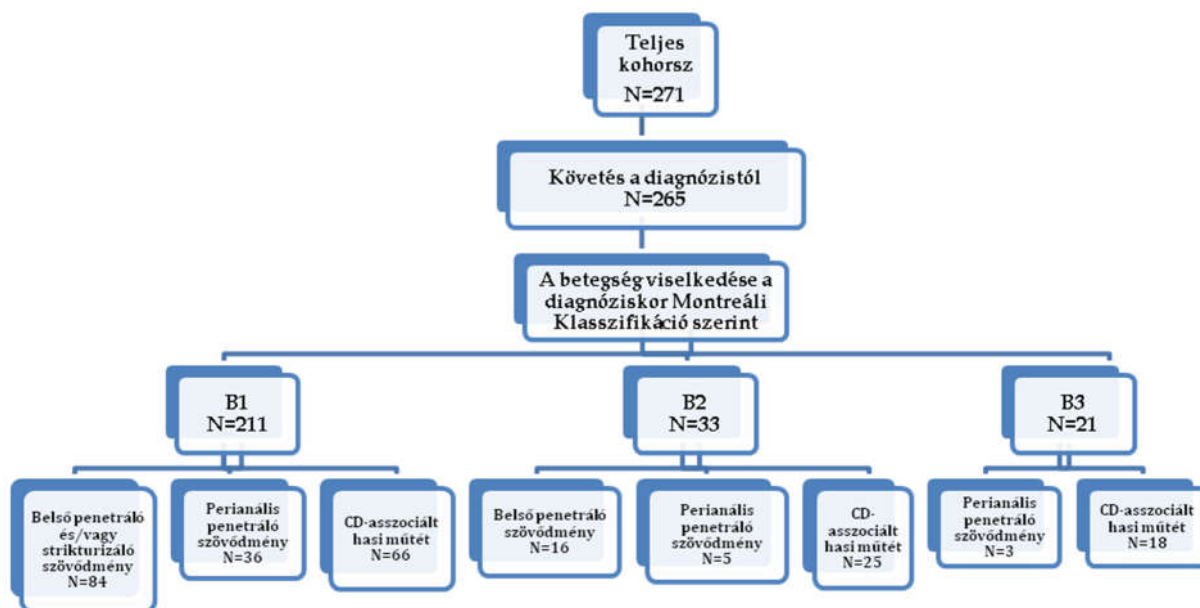 Teljes
kohorsz
N=271
Követés a diagnózistól
N=265
A betegség viselkedése a
diagnóziskor Montreáli
Klasszifikáció szerint
B1
N=211
B2
N=33
B3
N=21
Belső penetráló
és/vagy
strikturizáló
szövődmény
N=84
Perianális
penetráló
szövődmény
N=36
CD-asszociált
hasi műtét
N=66
Belső penetráló
szövődmény
N=16
Perianális
penetráló
szövődmény
N=5
CD-
asszociált
hasi műtét
N=25
Perianális
penetráló
szövődmény
N=3
CD-asszociált
hasi műtét
N=18